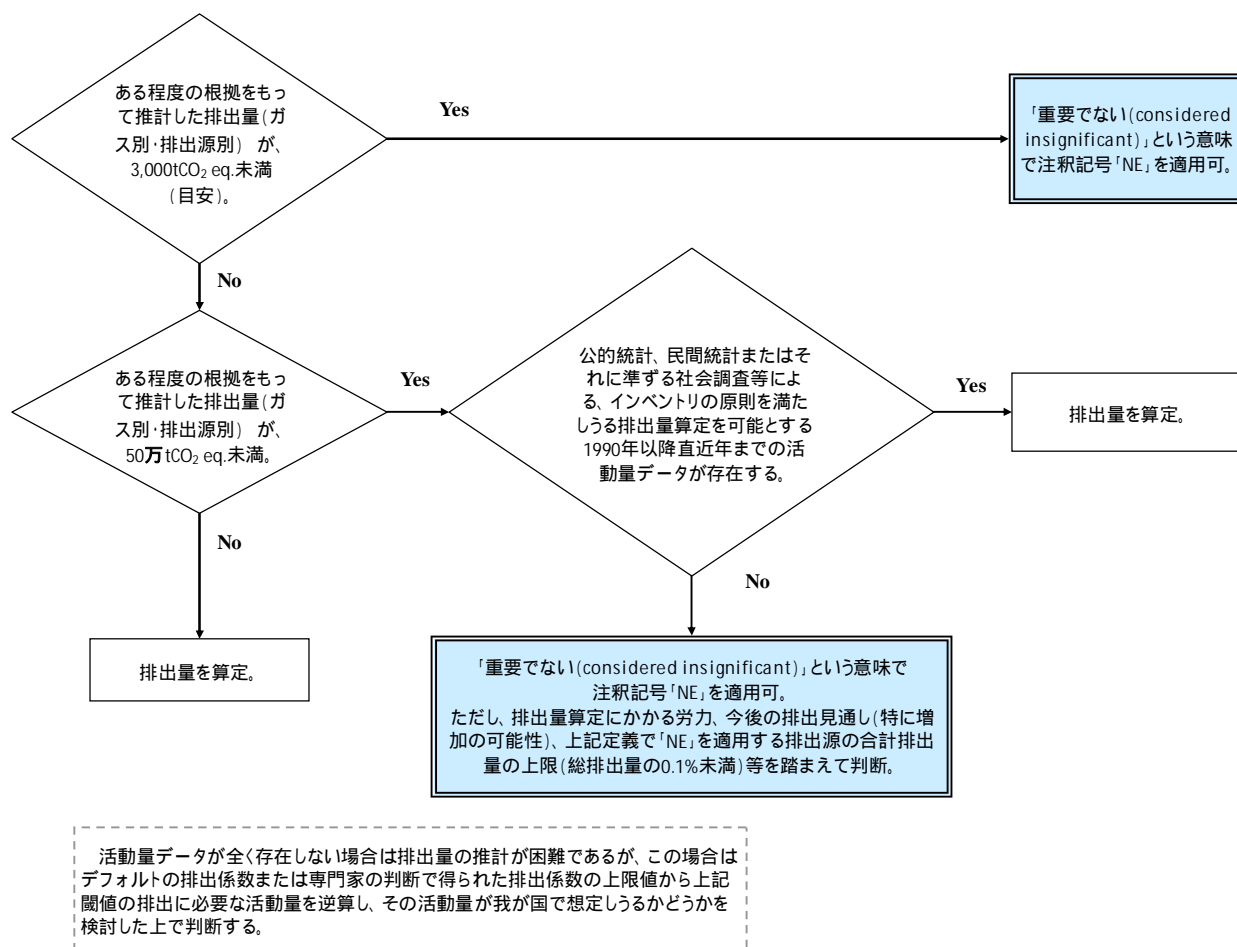 ある程度の根拠をもっ
て推計した排出量(ガ
ス別・排出源別) が、
3,000tCO₂ eq.未満
(目安)。
Yes
「重要でない(considered
insignificant)」という意味
で注釈記号「NE」を適用可。
No
ある程度の根拠をもっ
て推計した排出量(ガ
ス別・排出源別) が、
50万tCO₂ eq.未満。
Yes
公的統計、民間統計またはそ
れに準ずる社会調査等によ
る、インベントリの原則を満た
しうる排出量算定を可能とする
1990年以降直近年までの活
動量データが存在する。
Yes
排出量を算定。
No
排出量を算定。
No
「重要でない(considered insignificant)」という意味で
注釈記号「NE」を適用可。
ただし、排出量算定にかかる労力、今後の排出見通し(特に増
加の可能性)、上記定義で「NE」を適用する排出源の合計排出
量の上限(総排出量の0.1%未満)等を踏まえて判断。
活動量データが全く存在しない場合は排出量の推計が困難であるが、この場合は
デフォルトの排出係数または専門家の判断で得られた排出係数の上限値から上記
閾値の排出に必要な活動量を逆算し、その活動量が我が国で想定しうるかどうかを
検討した上で判断する。